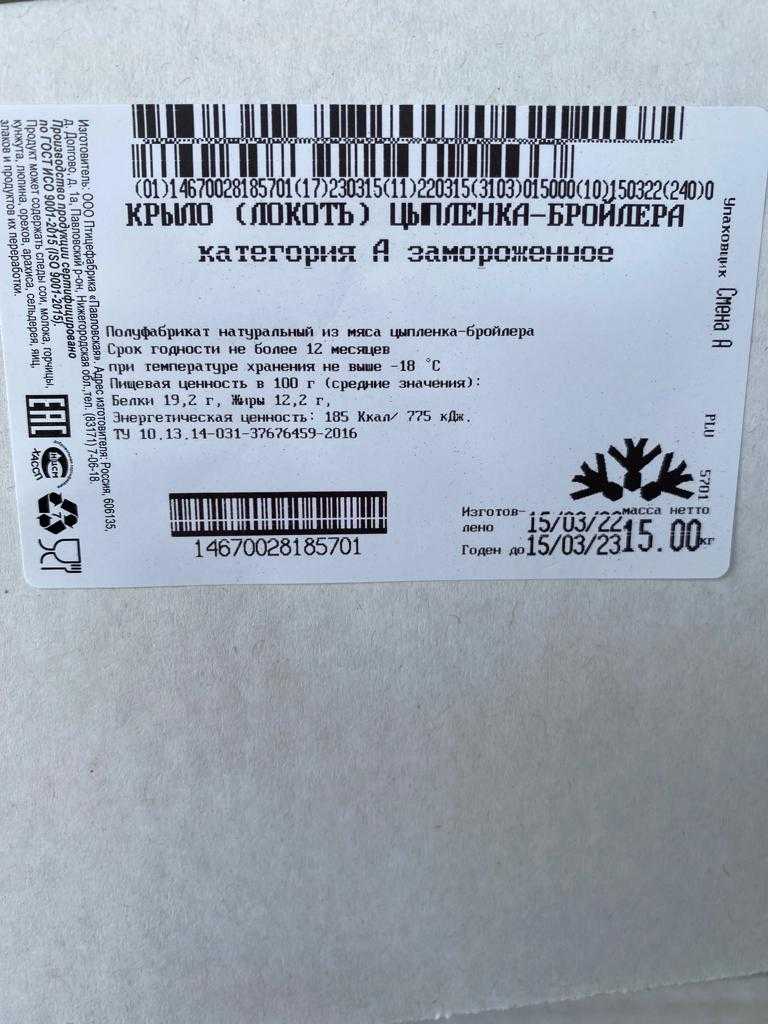 (01)14670028185701(17)230315(11)220315(3103)015000(10)150322(240)0
КРЫЛО (ЛОКОТЬ) ЦЫПЛЕНКА-БРОЙЛЕРА
категория А замороженное
Полуфабрикат натуральный из мяса цыпленка-бройлера
Срок годности не более 12 месяцев
при температуре хранения не выше -18 °C
Пищевая ценность в 100 г (средние значения):
Белки 19,2 г, Жиры 12,2 г,
Энергетическая ценность: 185 Ккал/ 775 кДж.
ТУ 10.13.14-031-37676459-2016
14670028185701
Изготов-
лено 15/03/22
Годен до 15/03/23
масса нетто
15.00 кг
Упаковщик Смена А
PLU 5701
Изготовитель: ООО Птицефабрика «Павловская». Адрес изготовителя: Россия, 606135,
д. Долгово, д. 1а, Павловский р-он, Нижегородская обл.,тел. (83171) 7-06-18.
Производство продукции сертифицировано
по ГОСТ ИСО 9001-2015 (ISO 9001-2015)
Продукт может содержать следы сои, молока, горчицы,
кунжута, люпина, орехов, арахиса, сельдерея, яиц,
злаков и продуктов их переработки.
EAC
7